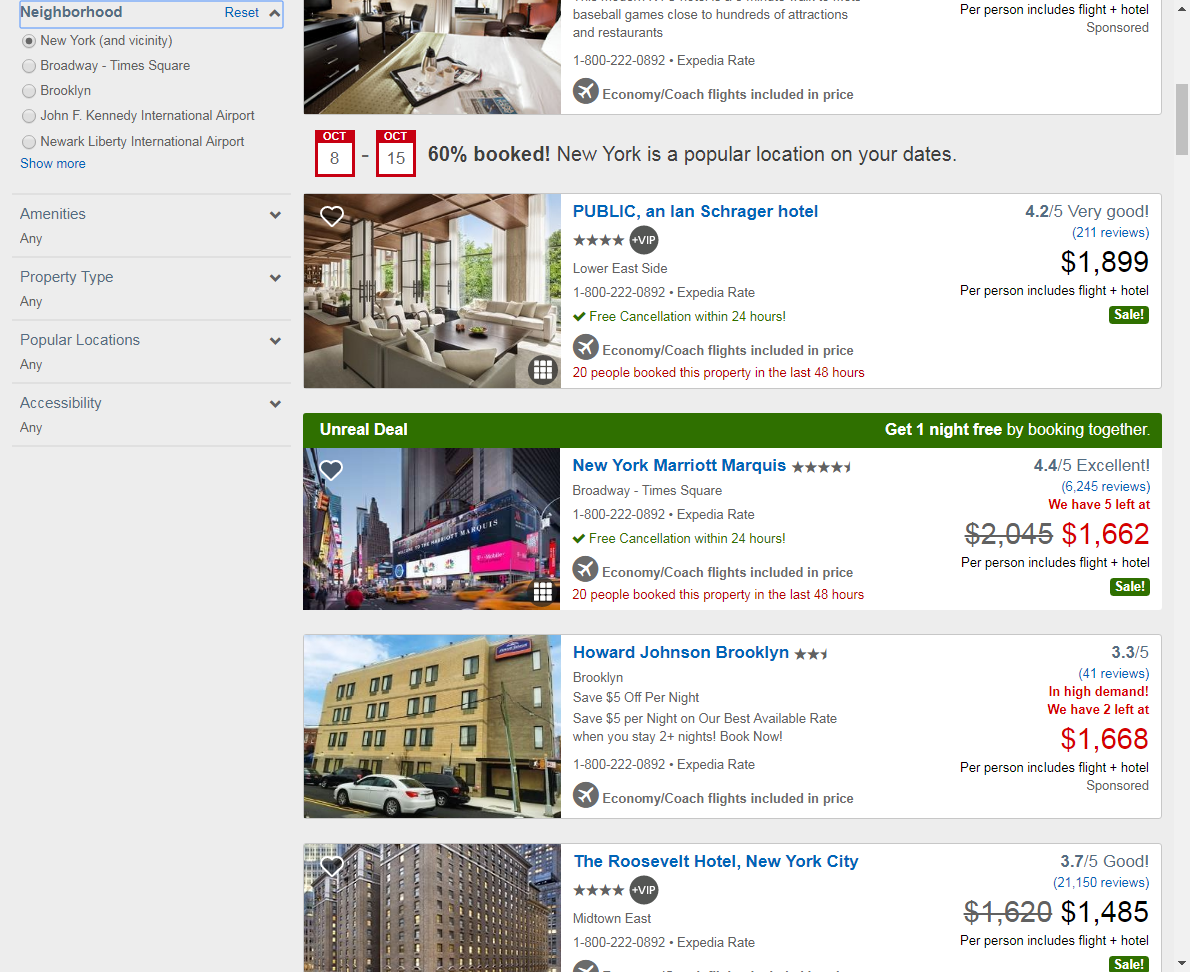 Neighborhood
Reset
New York (and vicinity)
Broadway - Times Square
Brooklyn
John F. Kennedy International Airport
Newark Liberty International Airport
Show more
Amenities
Any
Property Type
Any
Popular Locations
Any
Accessibility
Any
baseball games close to hundreds of attractions
and restaurants
1-800-222-0892 • Expedia Rate
Economy/Coach flights included in price
Per person includes flight + hotel
Sponsored
OCT
8
-
OCT
15
60% booked! New York is a popular location on your dates.
PUBLIC, an Ian Schrager hotel
+VIP
Lower East Side
1-800-222-0892 • Expedia Rate
Free Cancellation within 24 hours!
Economy/Coach flights included in price
20 people booked this property in the last 48 hours
4.2/5 Very good!
(211 reviews)
$1,899
Per person includes flight + hotel
Sale!
Unreal Deal
Get 1 night free by booking together.
WELCOME TO THE MARRIOTT MARQUIS
T-Mobile
New York Marriott Marquis
Broadway - Times Square
1-800-222-0892 • Expedia Rate
Free Cancellation within 24 hours!
Economy/Coach flights included in price
20 people booked this property in the last 48 hours
4.4/5 Excellent!
(6,245 reviews)
We have 5 left at
$2,045 $1,662
Per person includes flight + hotel
Sale!
Howard Johnson Brooklyn
Brooklyn
Save $5 Off Per Night
Save $5 per Night on Our Best Available Rate
when you stay 2+ nights! Book Now!
1-800-222-0892 • Expedia Rate
Economy/Coach flights included in price
3.3/5
(41 reviews)
In high demand!
We have 2 left at
$1,668
Per person includes flight + hotel
Sponsored
The Roosevelt Hotel, New York City
+VIP
Midtown East
1-800-222-0892 • Expedia Rate
3.7/5 Good!
(21,150 reviews)
$1,620 $1,485
Per person includes flight + hotel
Sale!